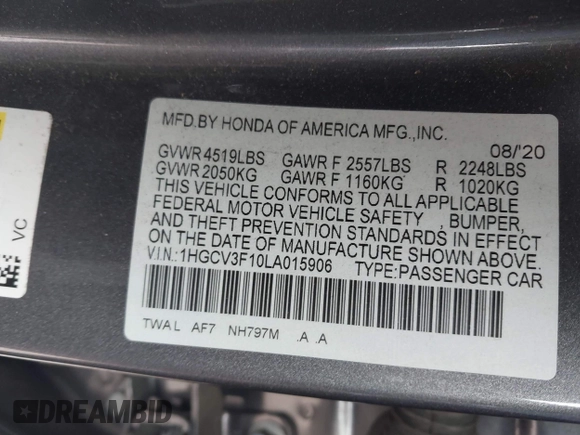 MFD.BY HONDA OF AMERICA MFG.,INC. 08/'20
GVWR 4519LBS GAWR F 2557LBS R 2248LBS
GVWR 2050KG GAWR F 1160KG R 1020KG
THIS VEHICLE CONFORMS TO ALL APPLICABLE
FEDERAL MOTOR VEHICLE SAFETY , BUMPER,
AND THEFT PREVENTION STANDARDS IN EFFECT
ON THE DATE OF MANUFACTURE SHOWN ABOVE.
V.I.N.:1HGCV3F10LA015906 TYPE:PASSENGER CAR
TWA L AF7 NH797M .A .A
VC
DREAMBID